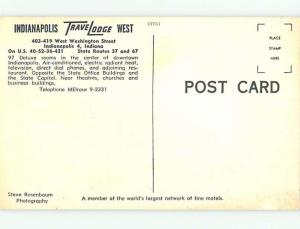 INDIANAPOLIS TRAVELODGE WEST
402-419 West Washington Street
Indianapolis 4, Indiana
On U.S. 40-52-36-421 State Routes 37 and 67
97 Deluxe rooms in the center of downtown
Indianapolis. Air-conditioned, electric radiant heat,
television, direct dial phones, and adjoining res-
taurant. Opposite the State Office Buildings and
the State Capitol. Near theatres, churches and
business buildings.
Telephone MElrose 9-2331
PLACE
STAMP
HERE
POST CARD
Steve Rosenbaum
Photography
A member of the world's largest network of fine motels.